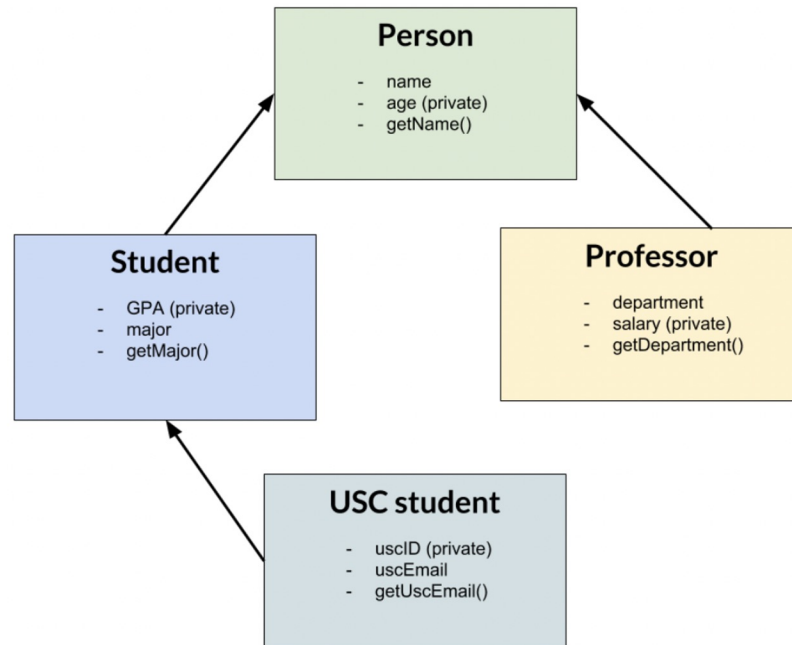 Person
- name
- age (private)
- getName()
Student
- GPA (private)
- major
- getMajor()
Professor
- department
- salary (private)
- getDepartment()
USC student
- uscID (private)
- uscEmail
- getUscEmail()